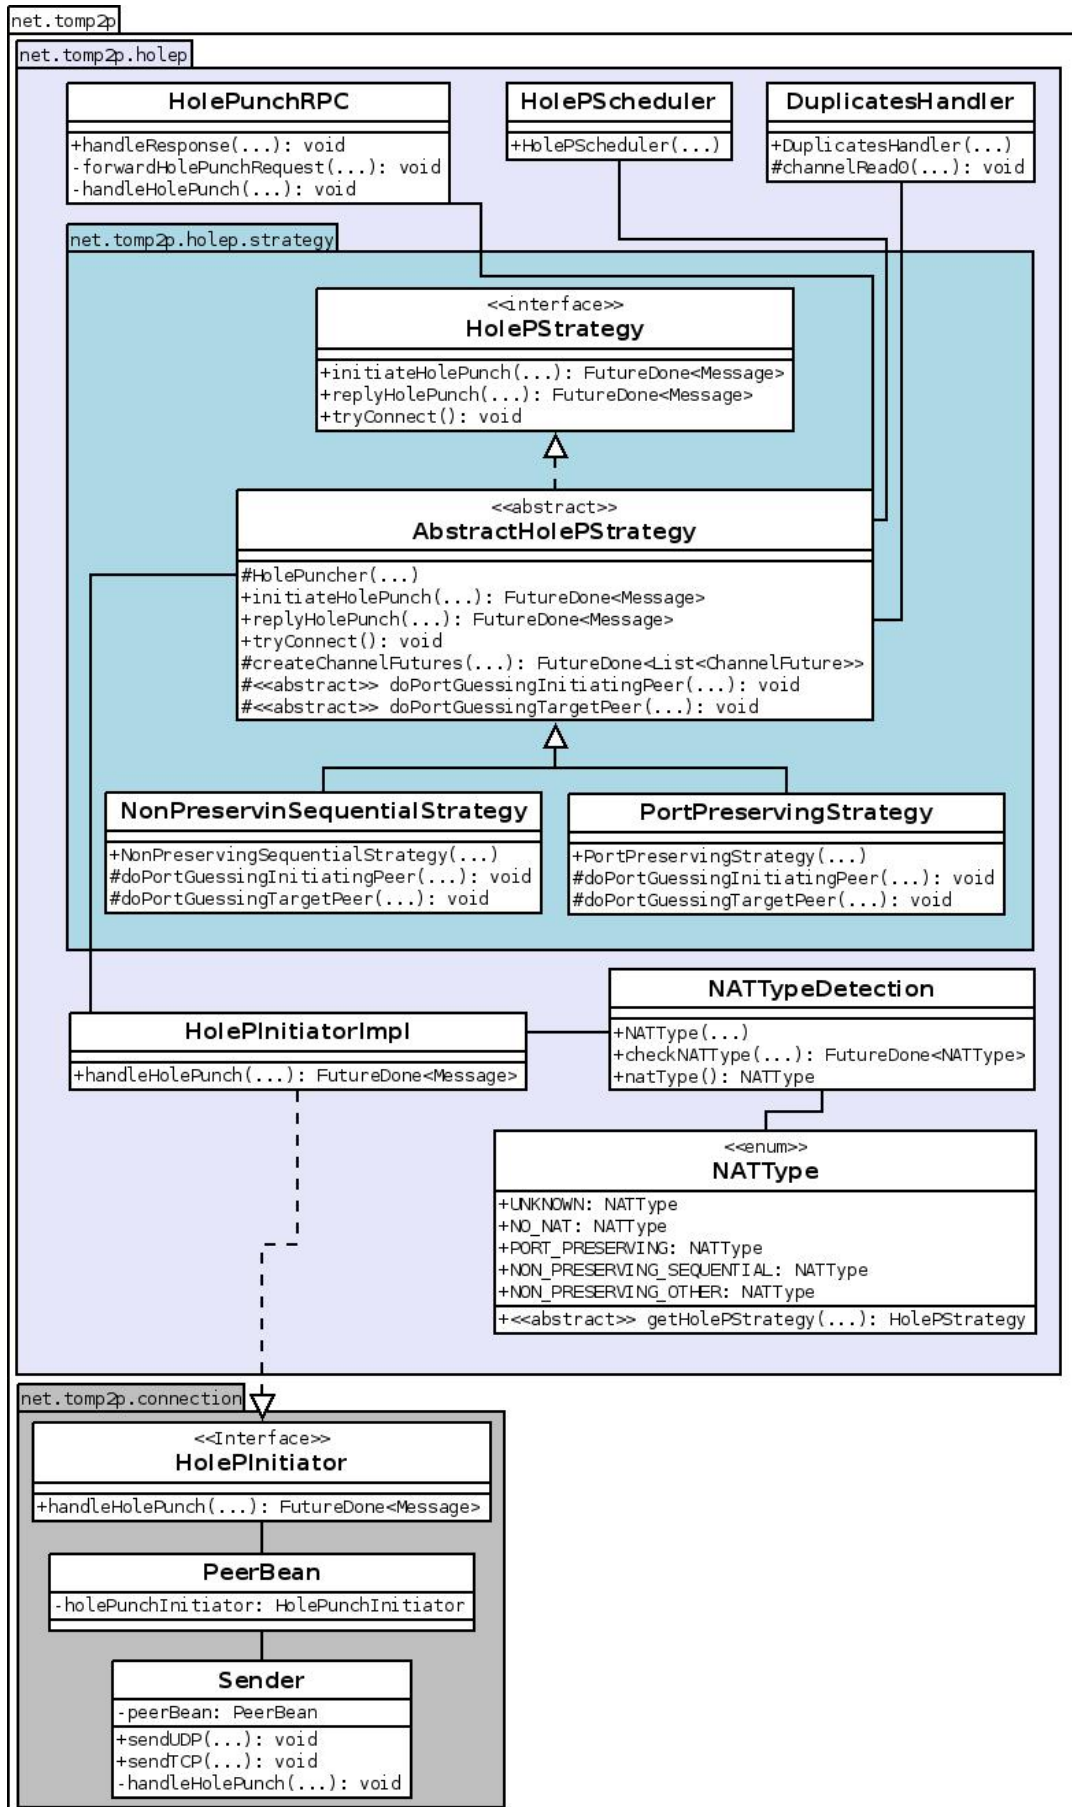 net.tomp2p
net.tomp2p.holep
HolePunchRPC
+handleResponse(...): void
-forwardHolePunchRequest(...): void
-handleHolePunch(...): void
HolePScheduler
+HolePScheduler(...)
DuplicatesHandler
+DuplicatesHandler(...)
#channelRead0(...): void
net.tomp2p.holep.strategy
<<interface>>
HolePStrategy
+initiateHolePunch(...): FutureDone<Message>
+replyHolePunch(...): FutureDone<Message>
+tryConnect(): void
<<abstract>>
AbstractHolePStrategy
#HolePuncher(...)
+initiateHolePunch(...): FutureDone<Message>
+replyHolePunch(...): FutureDone<Message>
+tryConnect(): void
#createChannelFutures(...): FutureDone<List<ChannelFuture>>
#<<abstract>> doPortGuessingInitiatingPeer(...): void
#<<abstract>> doPortGuessingTargetPeer(...): void
NonPreservinSequentialStrategy
+NonPreservingSequentialStrategy(...)
#doPortGuessingInitiatingPeer(...): void
#doPortGuessingTargetPeer(...): void
PortPreservingStrategy
+PortPreservingStrategy(...)
#doPortGuessingInitiatingPeer(...): void
#doPortGuessingTargetPeer(...): void
HolePInitiatorImpl
+handleHolePunch(...): FutureDone<Message>
NATTypeDetection
+NATType(...)
+checkNATType(...): FutureDone<NATType>
+natType(): NATType
<<enum>>
NATType
+UNKNOWN: NATType
+NO_NAT: NATType
+PORT_PRESERVING: NATType
+NON_PRESERVING_SEQUENTIAL: NATType
+NON_PRESERVING_OTHER: NATType
+<<abstract>> getHolePStrategy(...): HolePStrategy
net.tomp2p.connection
<<Interface>>
HolePInitiator
+handleHolePunch(...): FutureDone<Message>
PeerBean
-holePunchInitiator: HolePunchInitiator
Sender
-peerBean: PeerBean
+sendUDP(...): void
+sendTCP(...): void
-handleHolePunch(...): void